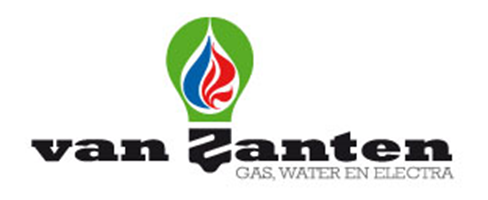 van Zanten
GAS, WATER EN ELECTRA